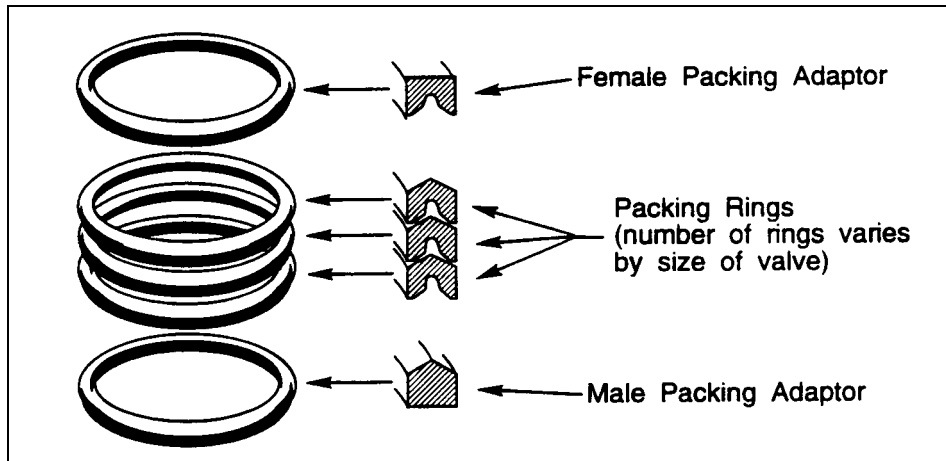 Female Packing Adaptor
Packing Rings
(number of rings varies
by size of valve)
Male Packing Adaptor